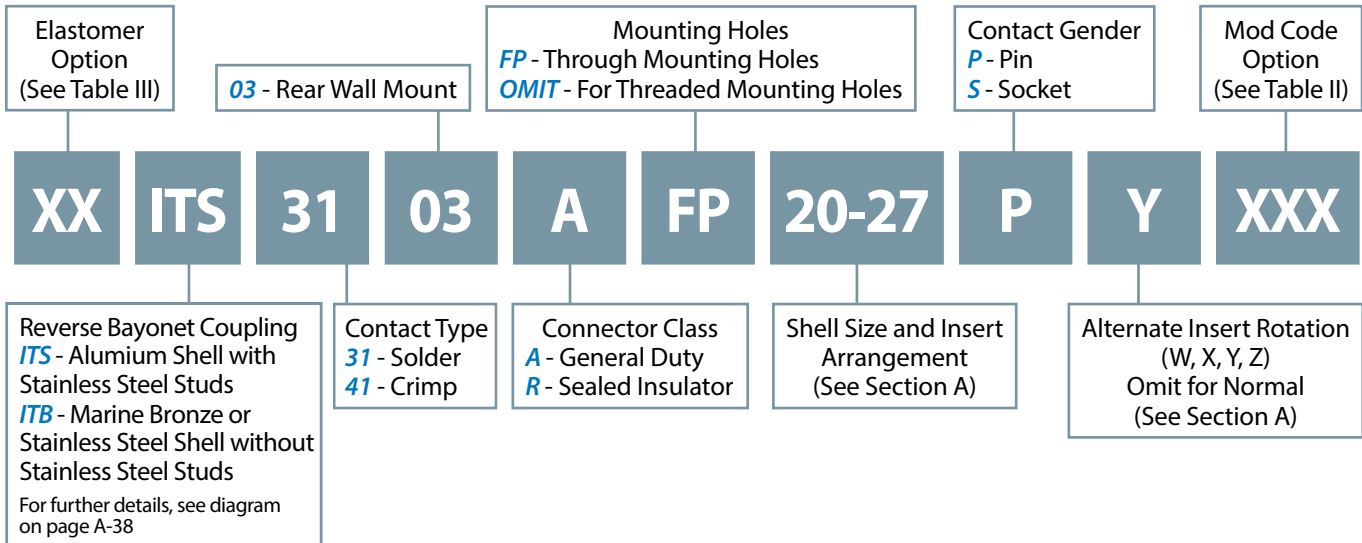 Elastomer
Option
(See Table III)
03 - Rear Wall Mount
Mounting Holes
FP - Through Mounting Holes
OMIT - For Threaded Mounting Holes
Contact Gender
P - Pin
S - Socket
Mod Code
Option
(See Table II)
XX ITS 31 03 A FP 20-27 P Y XXX
Reverse Bayonet Coupling
ITS - Alumium Shell with
Stainless Steel Studs
ITB - Marine Bronze or
Stainless Steel Shell without
Stainless Steel Studs
For further details, see diagram
on page A-38
Contact Type
31 - Solder
41 - Crimp
Connector Class
A - General Duty
R - Sealed Insulator
Shell Size and Insert
Arrangement
(See Section A)
Alternate Insert Rotation
(W, X, Y, Z)
Omit for Normal
(See Section A)